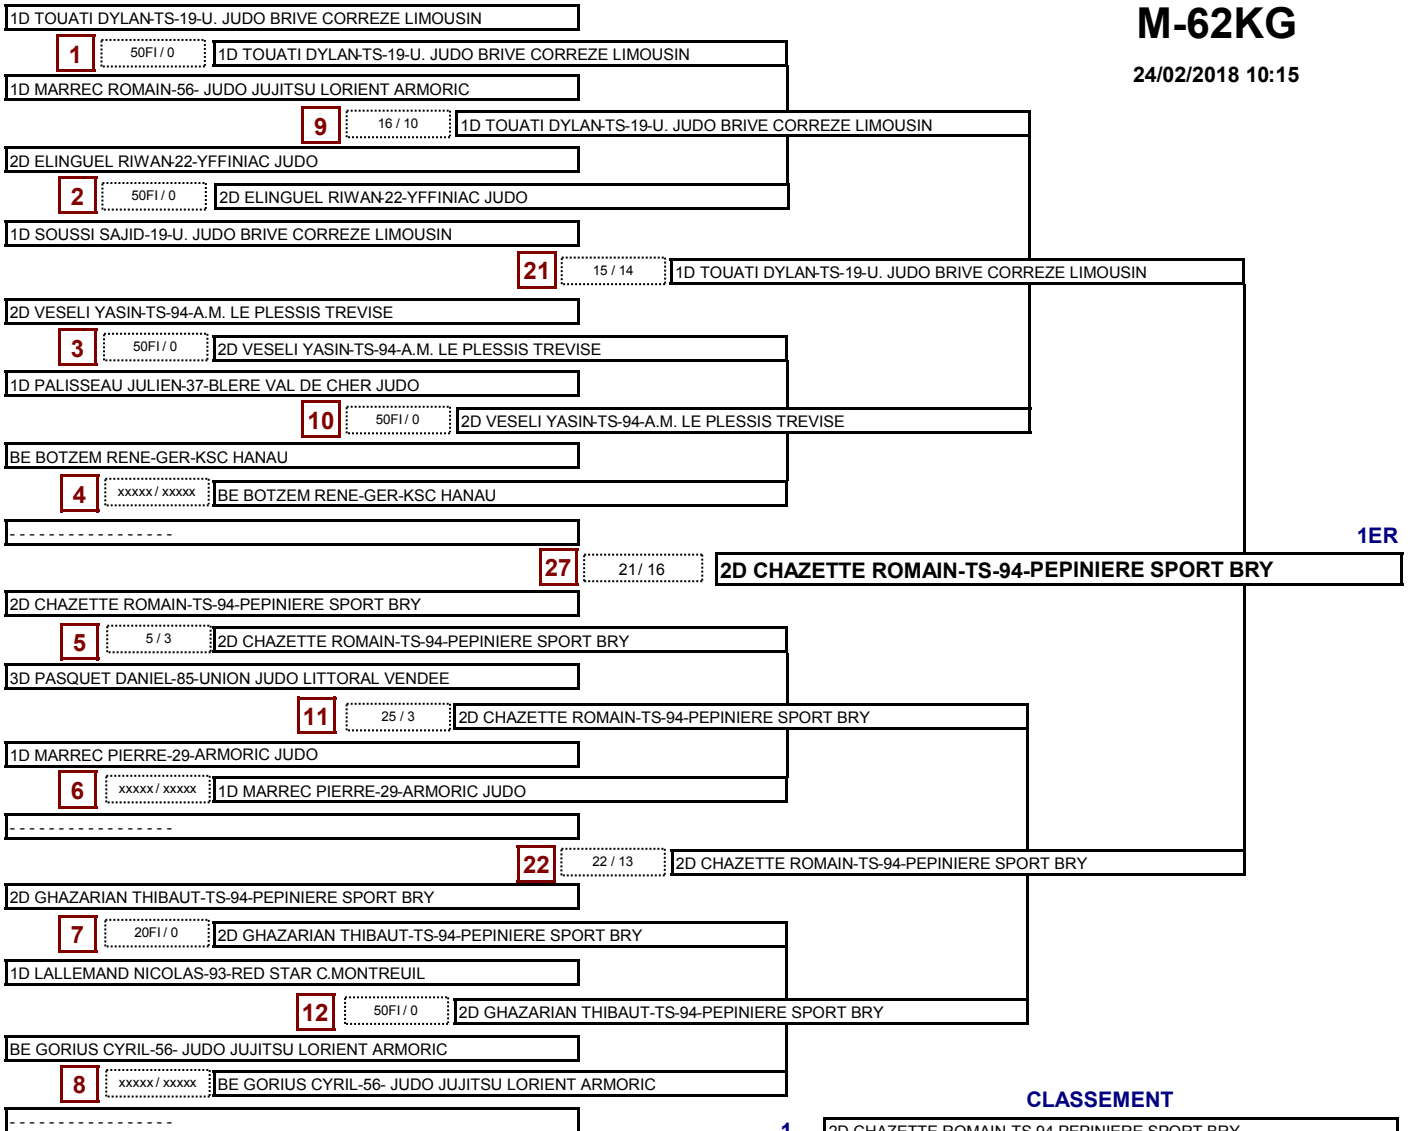 1D TOUATI DYLAN-TS-19-U. JUDO BRIVE CORREZE LIMOUSIN
M-62KG
1 50FI / 0 1D TOUATI DYLAN-TS-19-U. JUDO BRIVE CORREZE LIMOUSIN
24/02/2018 10:15
1D MARREC ROMAIN-56- JUDO JUJITSU LORIENT ARMORIC
9 16 / 10 1D TOUATI DYLAN-TS-19-U. JUDO BRIVE CORREZE LIMOUSIN
2D ELINGUEL RIWAN-22-YFFINIAC JUDO
2 50FI / 0 2D ELINGUEL RIWAN-22-YFFINIAC JUDO
1D SOUSSI SAJID-19-U. JUDO BRIVE CORREZE LIMOUSIN
21 15 / 14 1D TOUATI DYLAN-TS-19-U. JUDO BRIVE CORREZE LIMOUSIN
2D VESELI YASIN-TS-94-A.M. LE PLESSIS TREVISE
3 50FI / 0 2D VESELI YASIN-TS-94-A.M. LE PLESSIS TREVISE
1D PALISSEAU JULIEN-37-BLERE VAL DE CHER JUDO
10 50FI / 0 2D VESELI YASIN-TS-94-A.M. LE PLESSIS TREVISE
BE BOTZEM RENE-GER-KSC HANAU
4 xxxxx / xxxxx BE BOTZEM RENE-GER-KSC HANAU
- - - - - - - - - - - - - - - - -
1ER
27 21 / 16 2D CHAZETTE ROMAIN-TS-94-PEPINIERE SPORT BRY
2D CHAZETTE ROMAIN-TS-94-PEPINIERE SPORT BRY
5 5 / 3 2D CHAZETTE ROMAIN-TS-94-PEPINIERE SPORT BRY
3D PASQUET DANIEL-85-UNION JUDO LITTORAL VENDEE
11 25 / 3 2D CHAZETTE ROMAIN-TS-94-PEPINIERE SPORT BRY
1D MARREC PIERRE-29-ARMORIC JUDO
6 xxxxx / xxxxx 1D MARREC PIERRE-29-ARMORIC JUDO
- - - - - - - - - - - - - - - - -
22 22 / 13 2D CHAZETTE ROMAIN-TS-94-PEPINIERE SPORT BRY
2D GHAZARIAN THIBAUT-TS-94-PEPINIERE SPORT BRY
7 20FI / 0 2D GHAZARIAN THIBAUT-TS-94-PEPINIERE SPORT BRY
1D LALLEMAND NICOLAS-93-RED STAR C.MONTREUIL
12 50FI / 0 2D GHAZARIAN THIBAUT-TS-94-PEPINIERE SPORT BRY
BE GORIUS CYRIL-56- JUDO JUJITSU LORIENT ARMORIC
8 xxxxx / xxxxx BE GORIUS CYRIL-56- JUDO JUJITSU LORIENT ARMORIC
CLASSEMENT
- - - - - - - - - - - - - - - - -
1 2D CHAZETTE ROMAIN-TS-94-PEPINIERE SPORT BRY